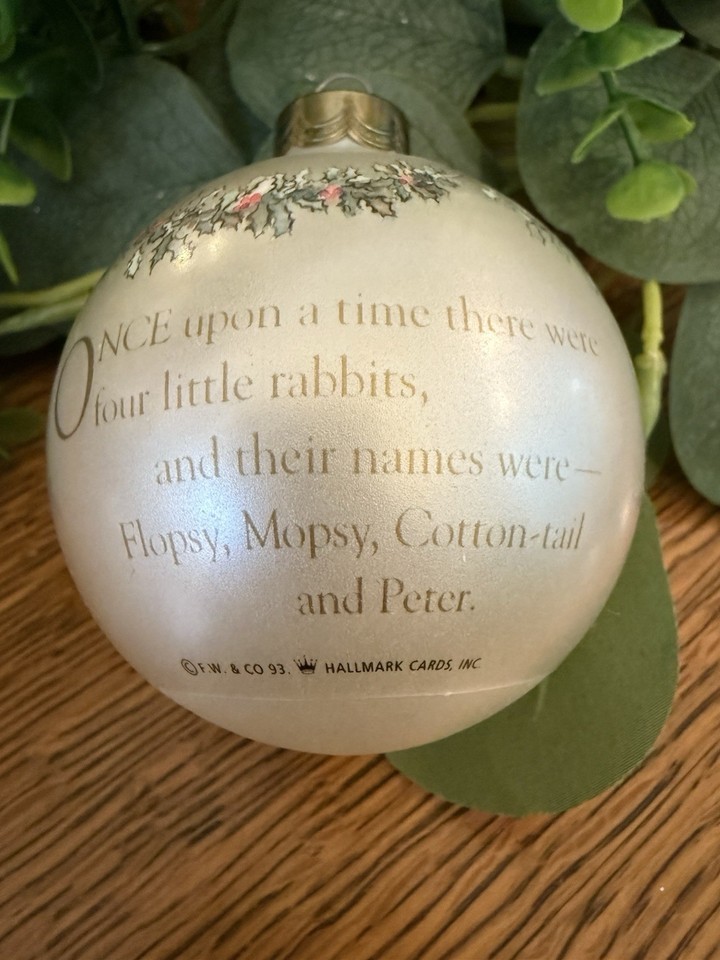 ONCE upon a time there were
four little rabbits,
and their names were—
Flopsy, Mopsy, Cotton-tail
and Peter.
© F.W. & CO 93. HALLMARK CARDS, INC.